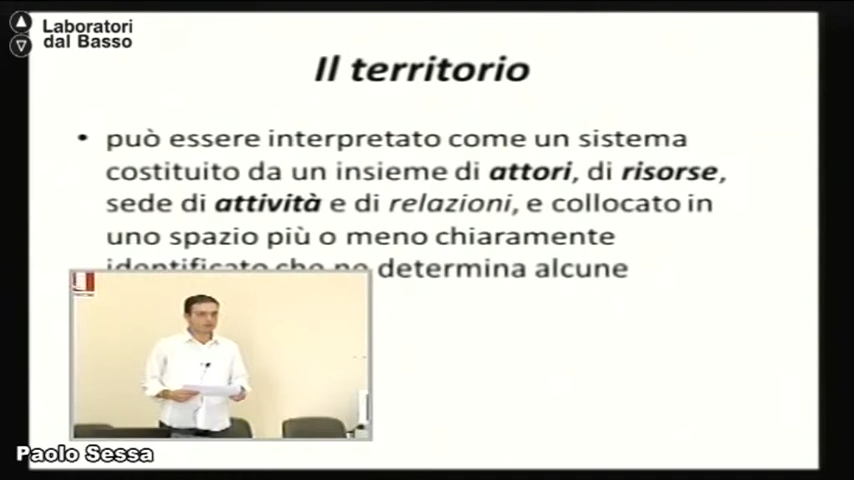 Laboratori
dal Basso
Il territorio
• può essere interpretato come un sistema
costituito da un insieme di attori, di risorse,
sede di attività e di relazioni, e collocato in
uno spazio più o meno chiaramente
identificato che ne determina alcune
Paolo Sessa